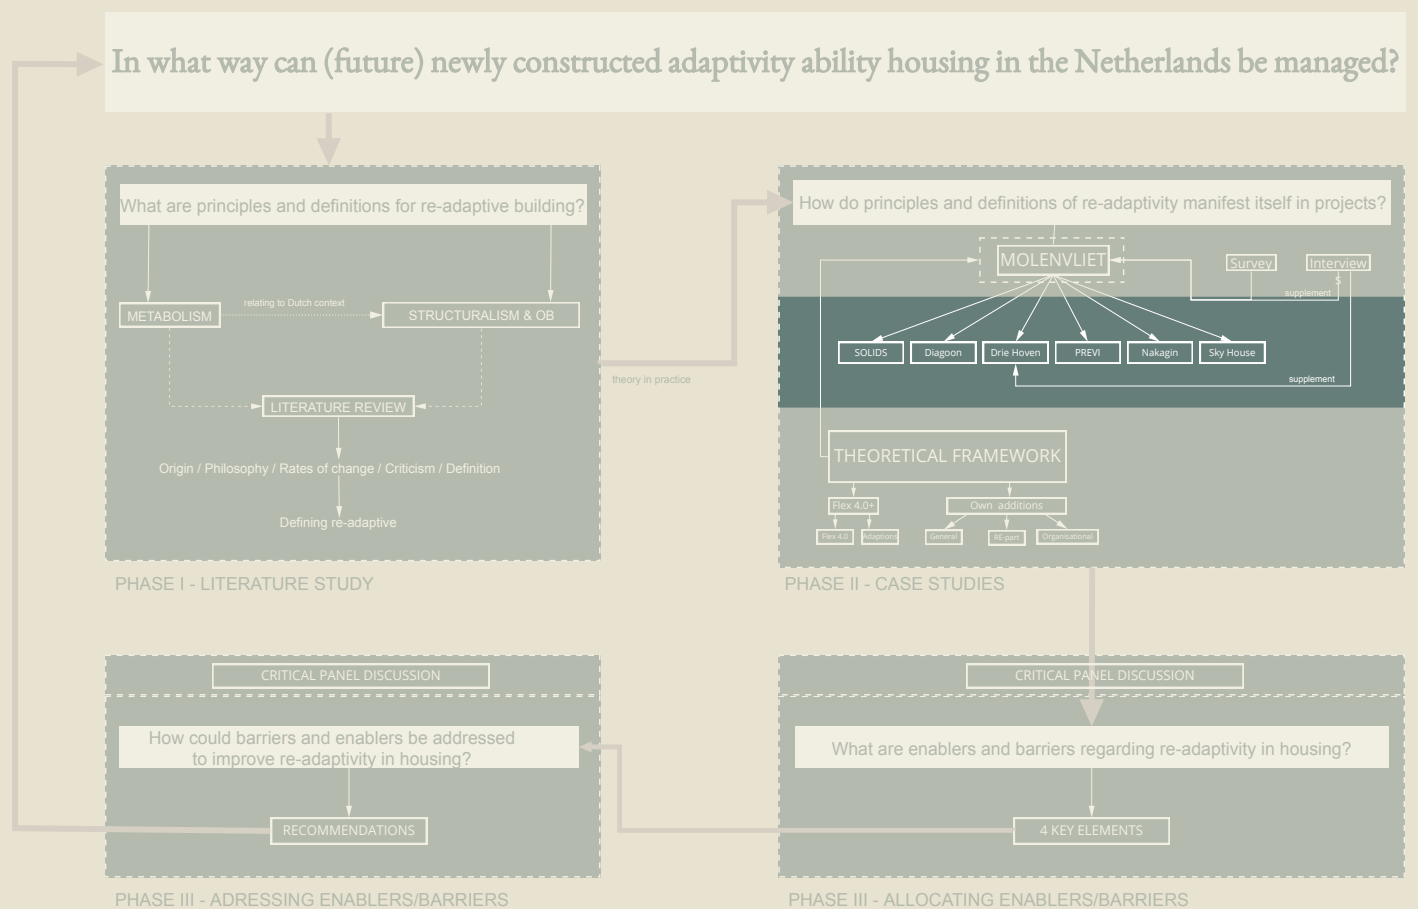 In what way can (future) newly constructed adaptivity ability housing in the Netherlands be managed?
What are principles and definitions for re-adaptive building?
METABOLISM
relating to Dutch context
STRUCTURALISM & OB
LITERATURE REVIEW
Origin / Philosophy / Rates of change / Criticism / Definition
Defining re-adaptive
PHASE I - LITERATURE STUDY
theory in practice
How do principles and definitions of re-adaptivity manifest itself in projects?
MOLENVLIET
Survey
Interview
s
supplement
SOLIDS
Diagoon
Drie Hoven
PREVI
Nakagin
Sky House
supplement
THEORETICAL FRAMEWORK
Flex 4.0+
Own additions
Flex 4.0
Adaptions
General
RE-part
Organisational
PHASE II - CASE STUDIES
CRITICAL PANEL DISCUSSION
How could barriers and enablers be addressed
to improve re-adaptivity in housing?
RECOMMENDATIONS
PHASE III - ADRESSING ENABLERS/BARRIERS
CRITICAL PANEL DISCUSSION
What are enablers and barriers regarding re-adaptivity in housing?
4 KEY ELEMENTS
PHASE III - ALLOCATING ENABLERS/BARRIERS